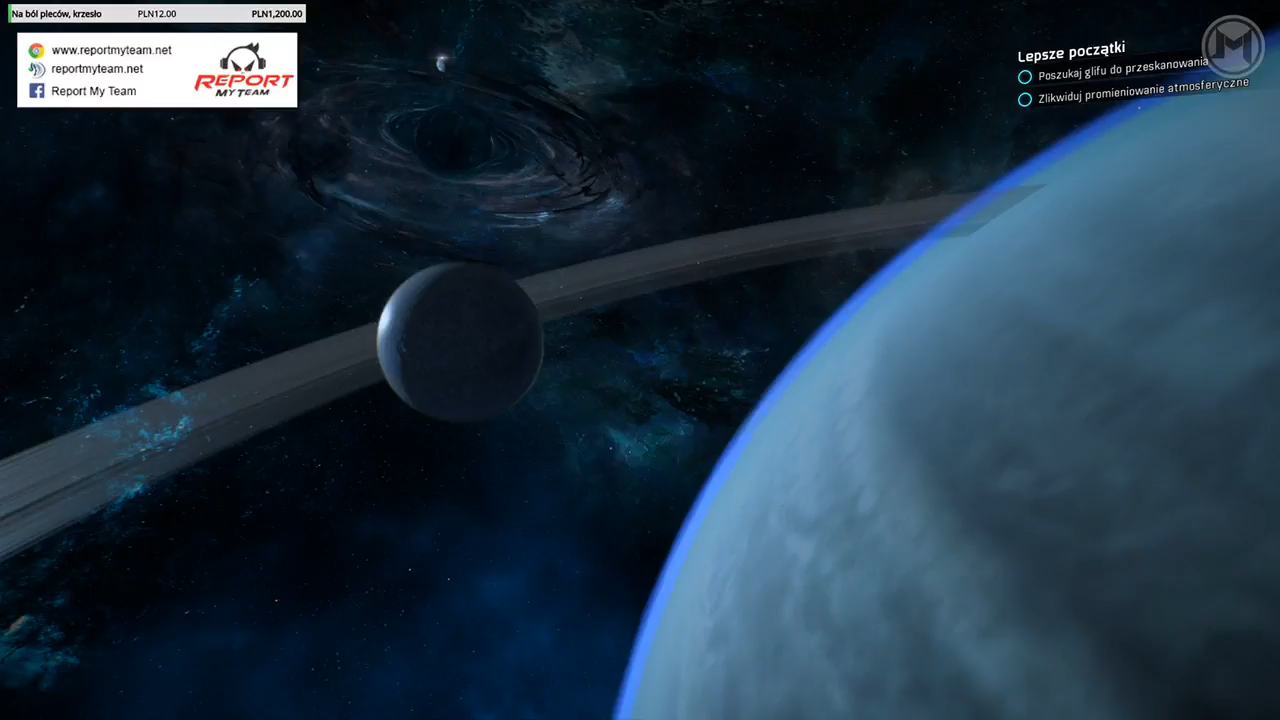 Na ból pleców, krzesło PLN12.00 PLN1,200.00
www.reportmyteam.net
reportmyteam.net
Report My Team
REPORT
MY TEAM
Lepsze początki
Poszukaj glifu do przeskanowania
Zlikwiduj promieniowanie atmosferyczne
M